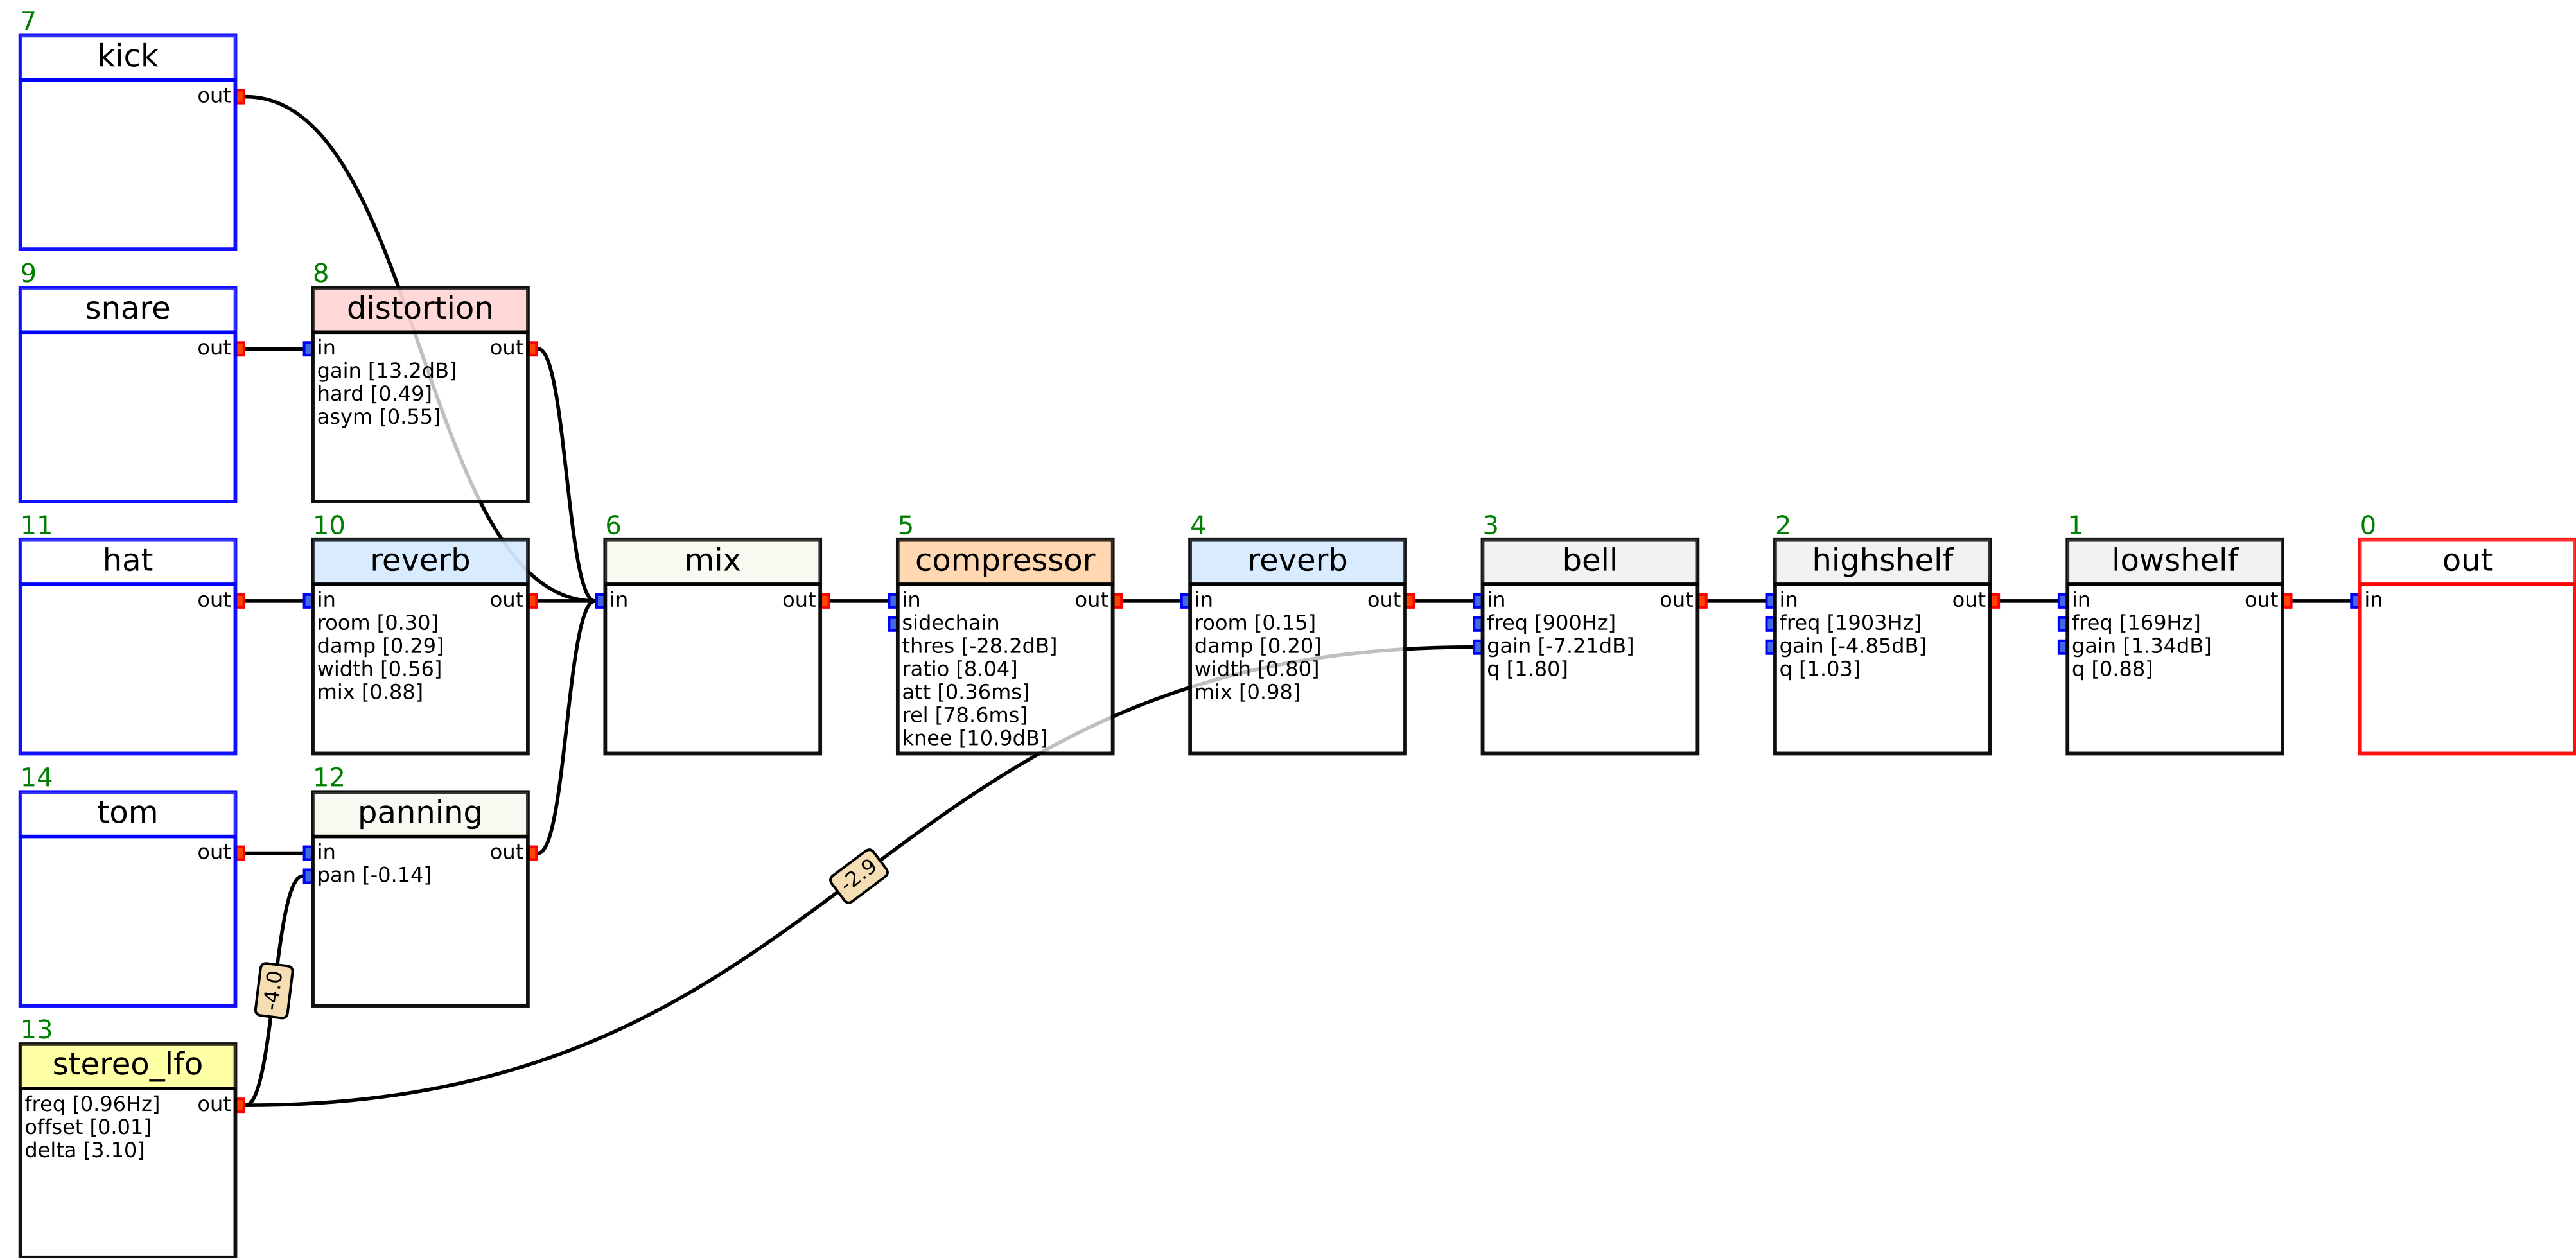 7
kick
out
9
snare
out
8
distortion
in out
gain [13.2dB]
hard [0.49]
asym [0.55]
11
hat
out
10
reverb
in out
room [0.30]
damp [0.29]
width [0.56]
mix [0.88]
6
mix
in out
5
compressor
in out
sidechain
thres [-28.2dB]
ratio [8.04]
att [0.36ms]
rel [78.6ms]
knee [10.9dB]
4
reverb
in out
room [0.15]
damp [0.20]
width [0.80]
mix [0.98]
3
bell
in out
freq [900Hz]
gain [-7.21dB]
q [1.80]
2
highshelf
in out
freq [1903Hz]
gain [-4.85dB]
q [1.03]
1
lowshelf
in out
freq [169Hz]
gain [1.34dB]
q [0.88]
0
out
in
14
tom
out
12
panning
in out
pan [-0.14]
-2.9
-4.0
13
stereo_lfo
freq [0.96Hz] out
offset [0.01]
delta [3.10]